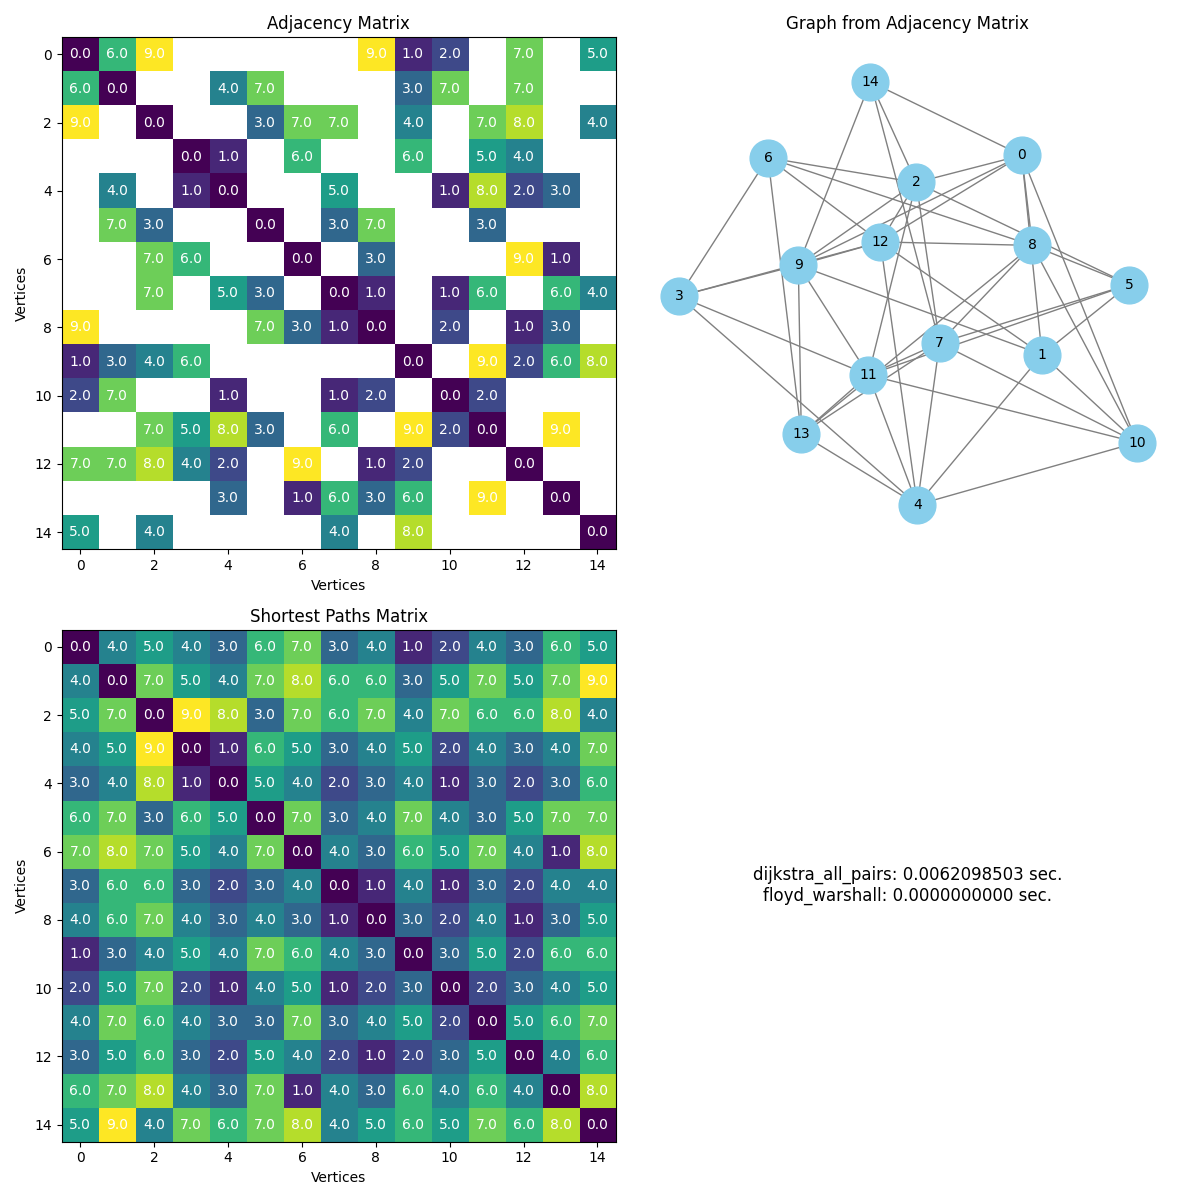 Adjacency Matrix
0 0.0 6.0 9.0 9.0 1.0 2.0 7.0 5.0
6.0 0.0 4.0 7.0 3.0 7.0 7.0
2 9.0 0.0 3.0 7.0 7.0 4.0 7.0 8.0 4.0
0.0 1.0 6.0 6.0 5.0 4.0
4 4.0 1.0 0.0 5.0 1.0 8.0 2.0 3.0
7.0 3.0 0.0 3.0 7.0 3.0
6 7.0 6.0 0.0 3.0 9.0 1.0
7.0 5.0 3.0 0.0 1.0 1.0 6.0 6.0 4.0
8 9.0 7.0 3.0 1.0 0.0 2.0 1.0 3.0
1.0 3.0 4.0 6.0 0.0 9.0 2.0 6.0 8.0
10 2.0 7.0 1.0 1.0 2.0 0.0 2.0
7.0 5.0 8.0 3.0 6.0 9.0 2.0 0.0 9.0
12 7.0 7.0 8.0 4.0 2.0 9.0 1.0 2.0 0.0
3.0 1.0 6.0 3.0 6.0 9.0 0.0
14 5.0 4.0 4.0 8.0 0.0
0 2 4 6 8 10 12 14
Vertices
Vertices
Graph from Adjacency Matrix
14
6
0
2
12
8
9
5
3
7
1
11
13
10
4
Shortest Paths Matrix
0 0.0 4.0 5.0 4.0 3.0 6.0 7.0 3.0 4.0 1.0 2.0 4.0 3.0 6.0 5.0
4.0 0.0 7.0 5.0 4.0 7.0 8.0 6.0 6.0 3.0 5.0 7.0 5.0 7.0 9.0
2 5.0 7.0 0.0 9.0 8.0 3.0 7.0 6.0 7.0 4.0 7.0 6.0 6.0 8.0 4.0
4.0 5.0 9.0 0.0 1.0 6.0 5.0 3.0 4.0 5.0 2.0 4.0 3.0 4.0 7.0
4 3.0 4.0 8.0 1.0 0.0 5.0 4.0 2.0 3.0 4.0 1.0 3.0 2.0 3.0 6.0
6.0 7.0 3.0 6.0 5.0 0.0 7.0 3.0 4.0 7.0 4.0 3.0 5.0 7.0 7.0
6 7.0 8.0 7.0 5.0 4.0 7.0 0.0 4.0 3.0 6.0 5.0 7.0 4.0 1.0 8.0
3.0 6.0 6.0 3.0 2.0 3.0 4.0 0.0 1.0 4.0 1.0 3.0 2.0 4.0 4.0
8 4.0 6.0 7.0 4.0 3.0 4.0 3.0 1.0 0.0 3.0 2.0 4.0 1.0 3.0 5.0
1.0 3.0 4.0 5.0 4.0 7.0 6.0 4.0 3.0 0.0 3.0 5.0 2.0 6.0 6.0
10 2.0 5.0 7.0 2.0 1.0 4.0 5.0 1.0 2.0 3.0 0.0 2.0 3.0 4.0 5.0
4.0 7.0 6.0 4.0 3.0 3.0 7.0 3.0 4.0 5.0 2.0 0.0 5.0 6.0 7.0
12 3.0 5.0 6.0 3.0 2.0 5.0 4.0 2.0 1.0 2.0 3.0 5.0 0.0 4.0 6.0
6.0 7.0 8.0 4.0 3.0 7.0 1.0 4.0 3.0 6.0 4.0 6.0 4.0 0.0 8.0
14 5.0 9.0 4.0 7.0 6.0 7.0 8.0 4.0 5.0 6.0 5.0 7.0 6.0 8.0 0.0
0 2 4 6 8 10 12 14
Vertices
Vertices
dijkstra_all_pairs: 0.0062098503 sec.
floyd_warshall: 0.0000000000 sec.